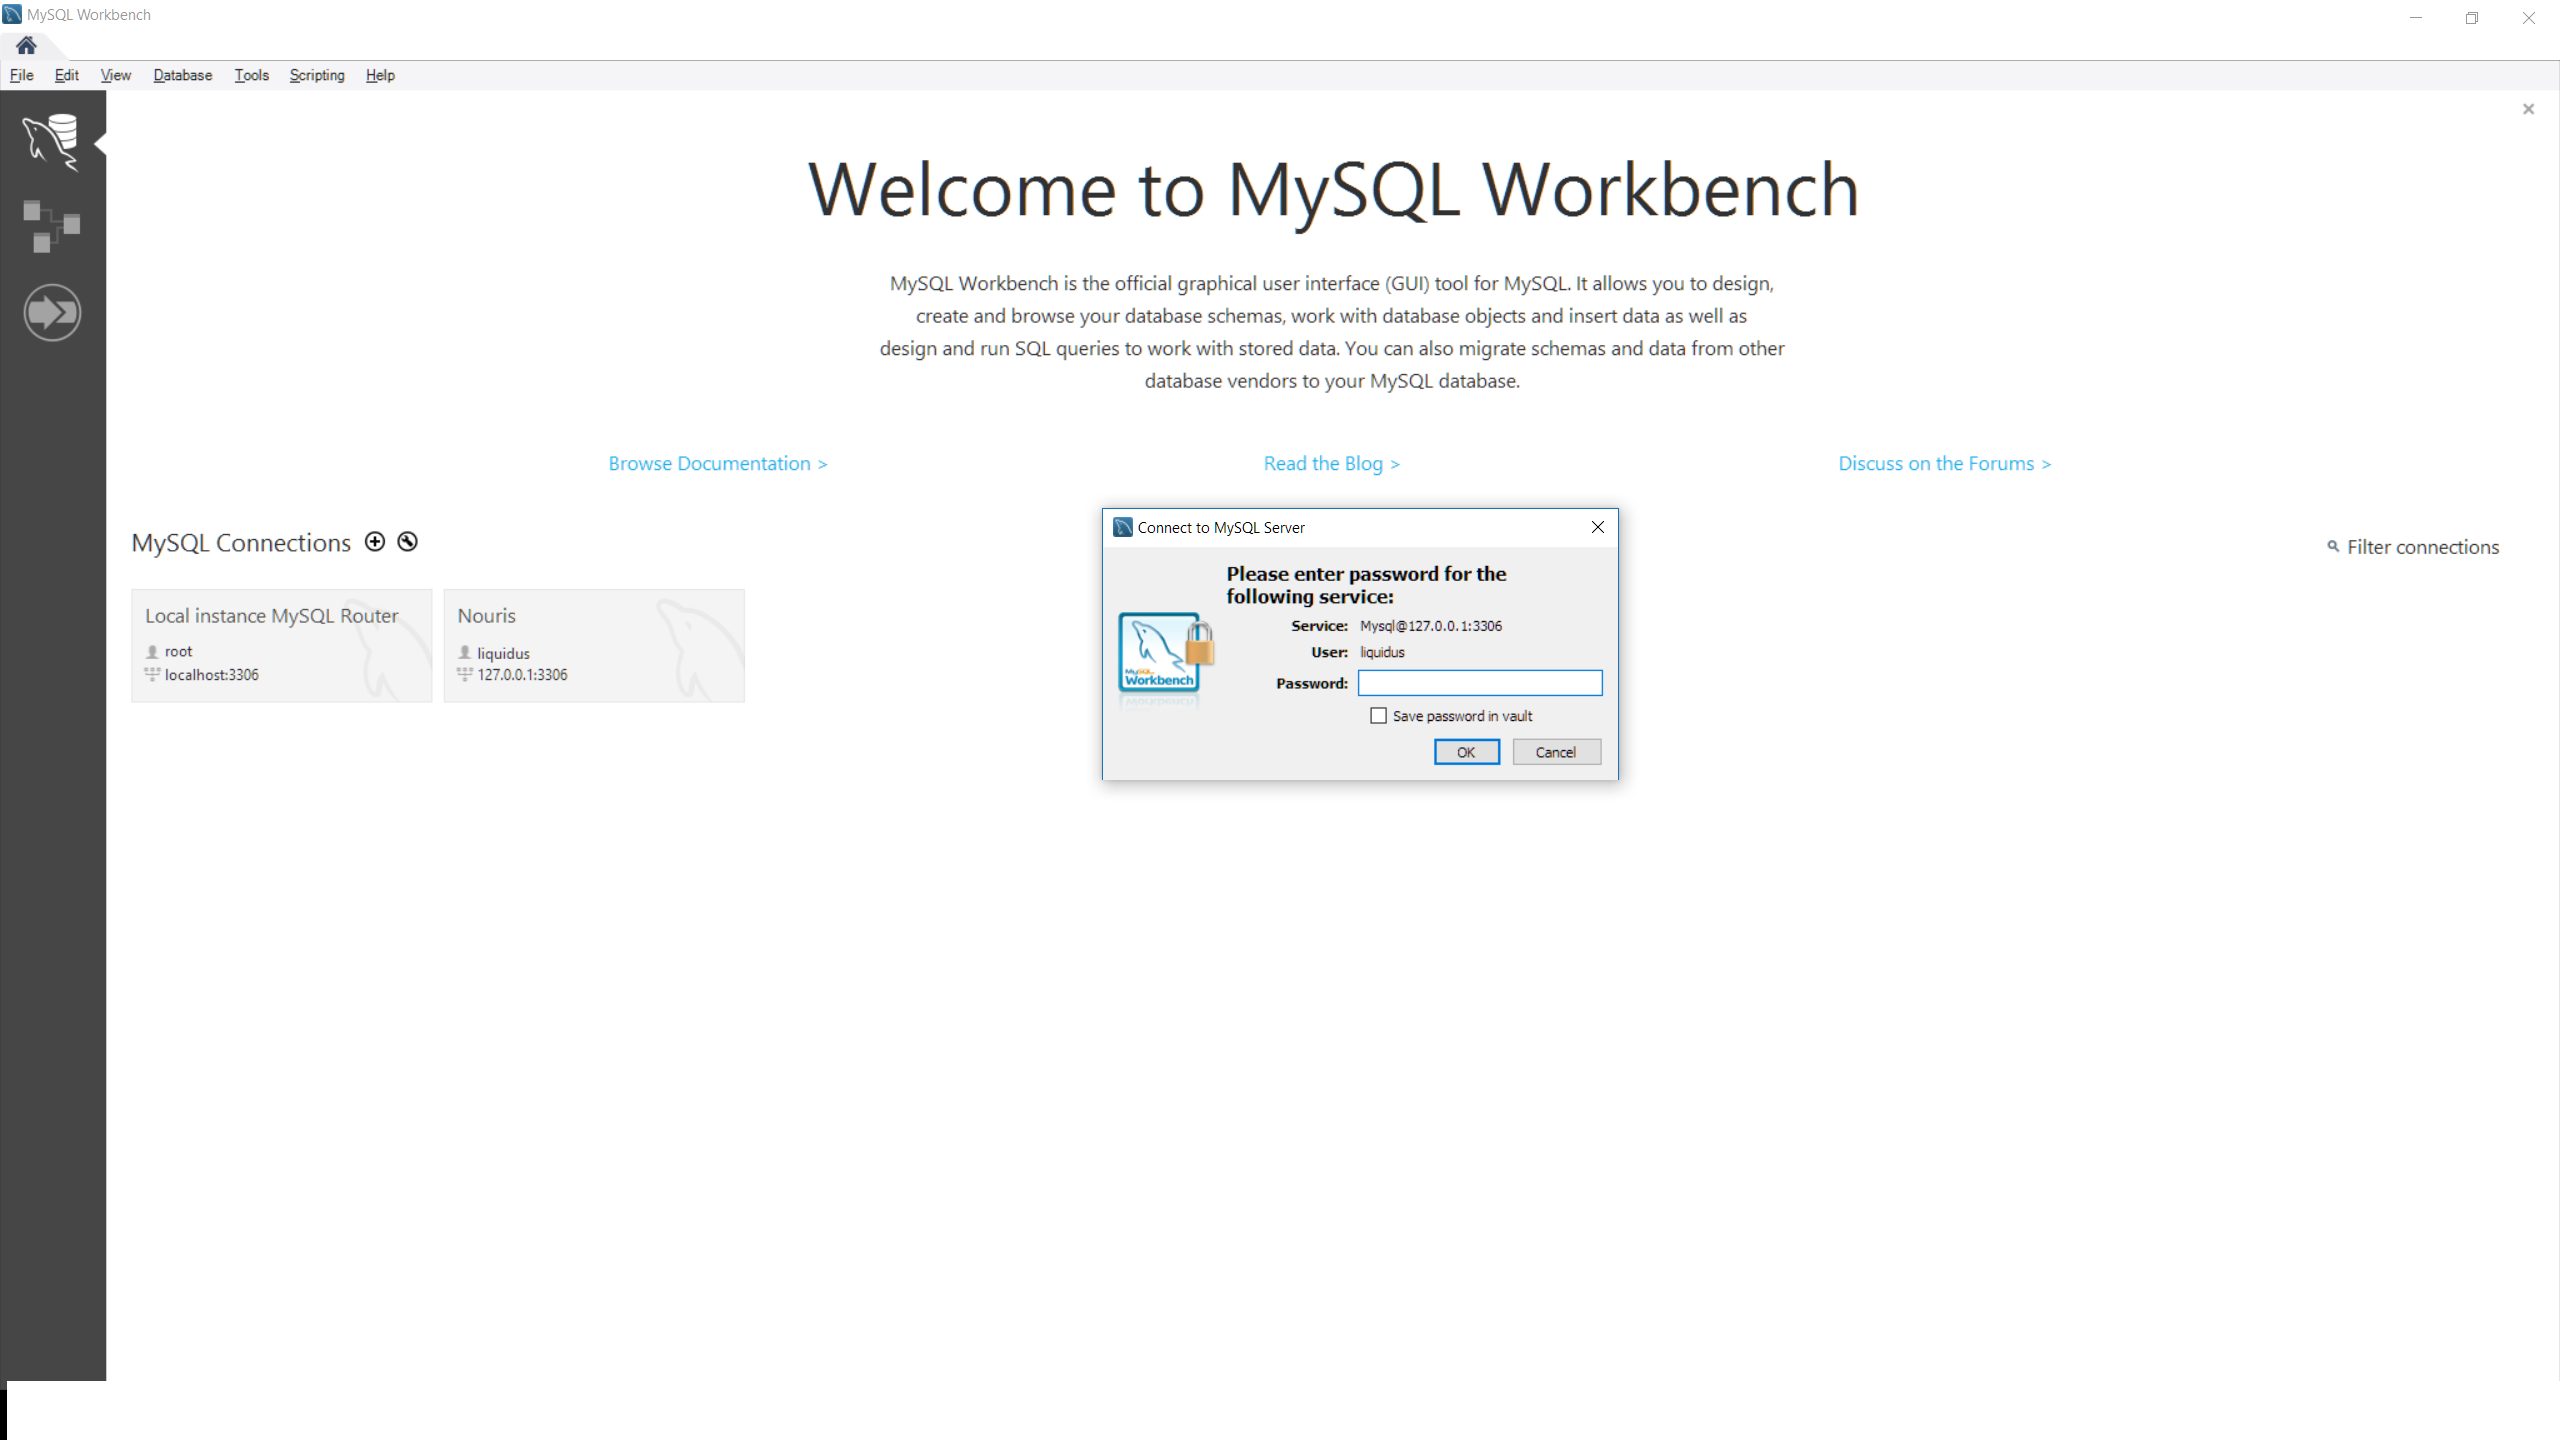 MySQL Workbench
File Edit View Database Tools Scripting Help
Welcome to MySQL Workbench
MySQL Workbench is the official graphical user interface (GUI) tool for MySQL. It allows you to design,
create and browse your database schemas, work with database objects and insert data as well as
design and run SQL queries to work with stored data. You can also migrate schemas and data from other
database vendors to your MySQL database.
Browse Documentation > Read the Blog > Discuss on the Forums >
MySQL Connections
Filter connections
Local instance MySQL Router
root
localhost:3306
Nouris
liquidus
127.0.0.1:3306
Connect to MySQL Server
Please enter password for the
following service:
Service: Mysql@127.0.0.1:3306
User: liquidus
Password:
Save password in vault
OK Cancel
MySQL
Workbench